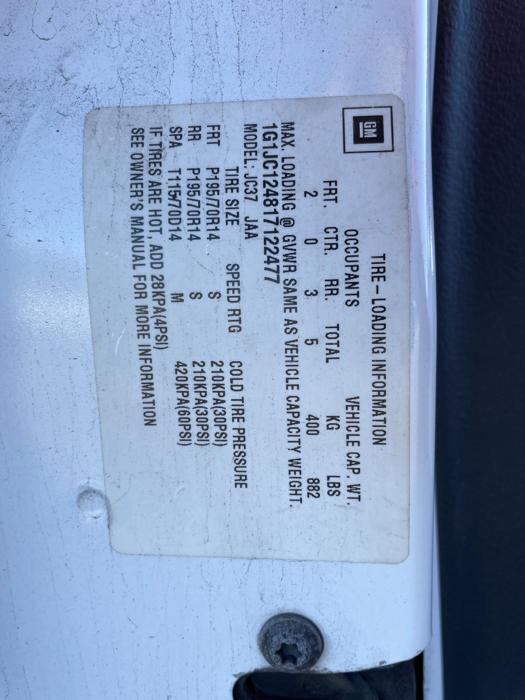 GM
TIRE-LOADING INFORMATION
OCCUPANTS VEHICLE CAP. WT.
FRT. CTR. RR. TOTAL KG LBS
2 0 3 5 400 882
MAX. LOADING @ GVWR SAME AS VEHICLE CAPACITY WEIGHT.
1G1JC124817122477
MODEL: JC37 JAA
TIRE SIZE SPEED RTG COLD TIRE PRESSURE
FRT P195/70R14 S 210KPA(30PSI)
RR P195/70R14 S 210KPA(30PSI)
SPA T115/70D14 M 420KPA(60PSI)
IF TIRES ARE HOT, ADD 28KPA(4PSI)
SEE OWNER'S MANUAL FOR MORE INFORMATION